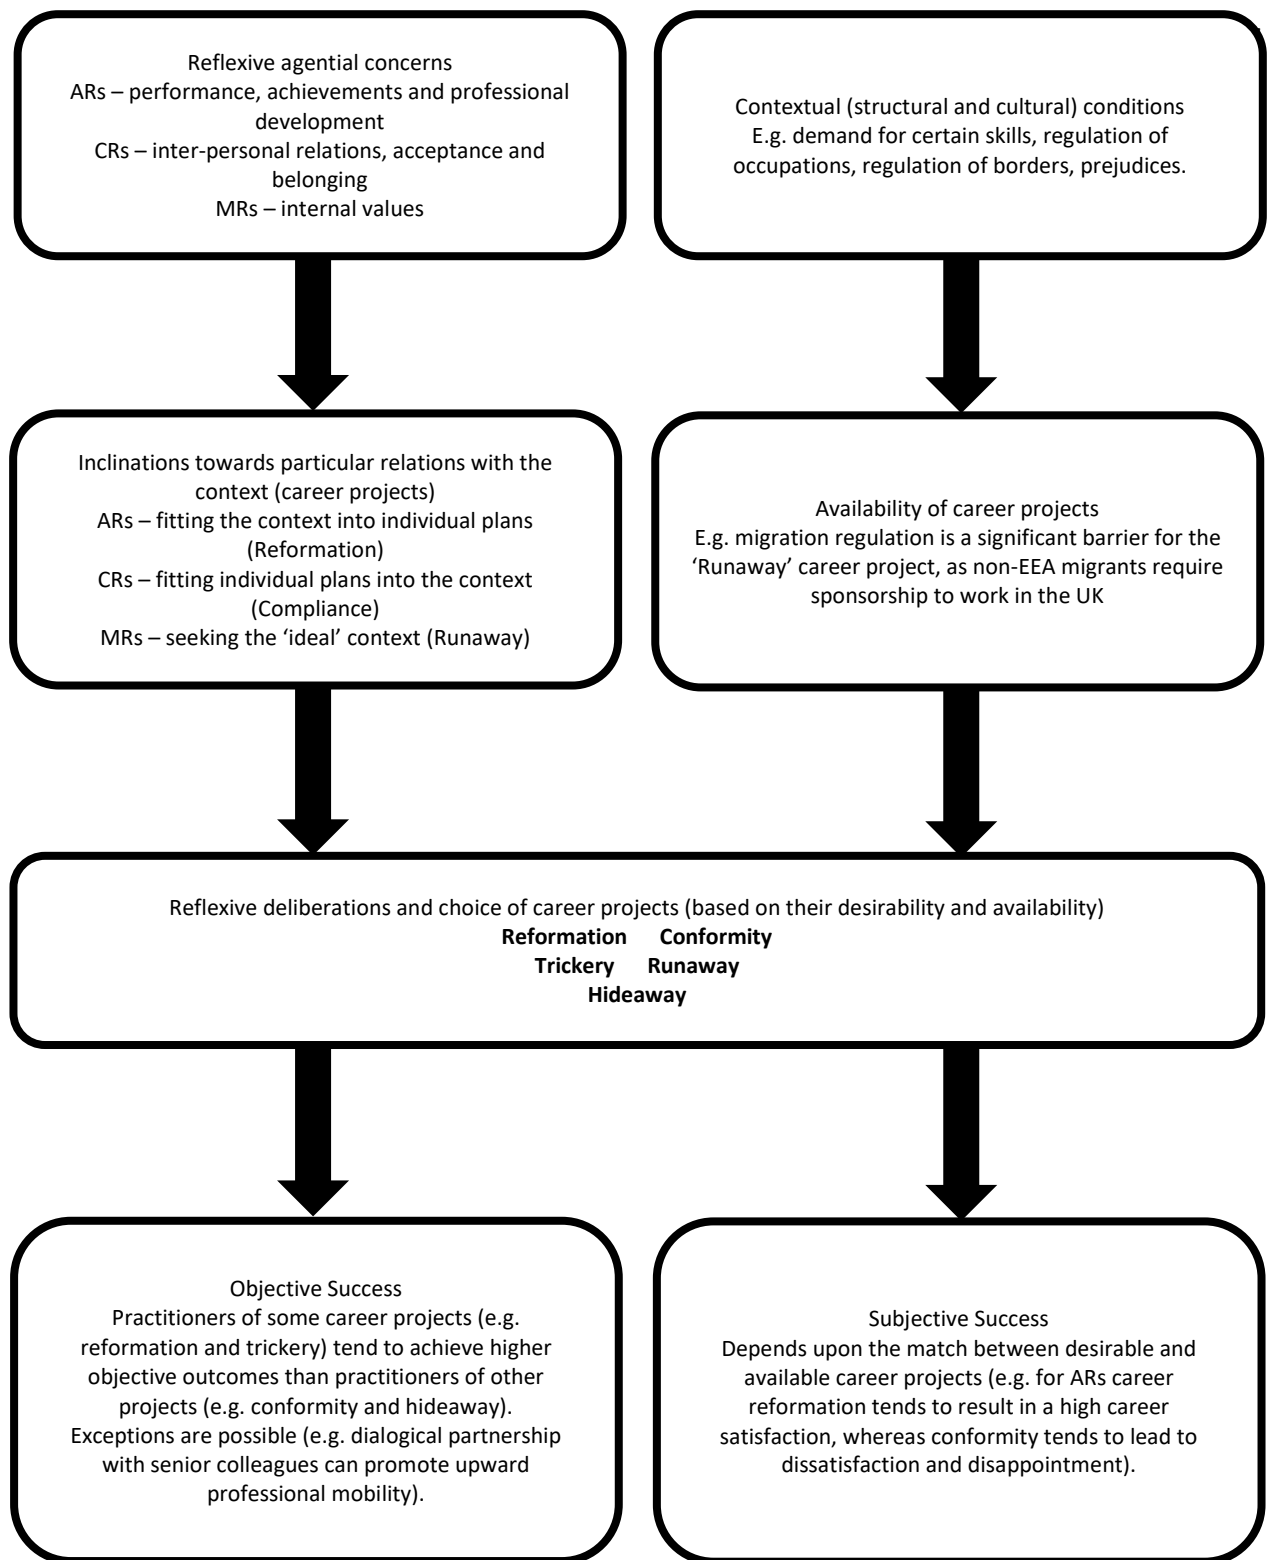 Reflexive agential concerns
ARs – performance, achievements and professional
development
CRs – inter-personal relations, acceptance and
belonging
MRs – internal values
Contextual (structural and cultural) conditions
E.g. demand for certain skills, regulation of
occupations, regulation of borders, prejudices.
Inclinations towards particular relations with the
context (career projects)
ARs – fitting the context into individual plans
(Reformation)
CRs – fitting individual plans into the context
(Compliance)
MRs – seeking the ‘ideal’ context (Runaway)
Availability of career projects
E.g. migration regulation is a significant barrier for the
‘Runaway’ career project, as non-EEA migrants require
sponsorship to work in the UK
Reflexive deliberations and choice of career projects (based on their desirability and availability)
Reformation Conformity
Trickery Runaway
Hideaway
Objective Success
Practitioners of some career projects (e.g.
reformation and trickery) tend to achieve higher
objective outcomes than practitioners of other
projects (e.g. conformity and hideaway).
Exceptions are possible (e.g. dialogical partnership
with senior colleagues can promote upward
professional mobility).
Subjective Success
Depends upon the match between desirable and
available career projects (e.g. for ARs career
reformation tends to result in a high career
satisfaction, whereas conformity tends to lead to
dissatisfaction and disappointment).